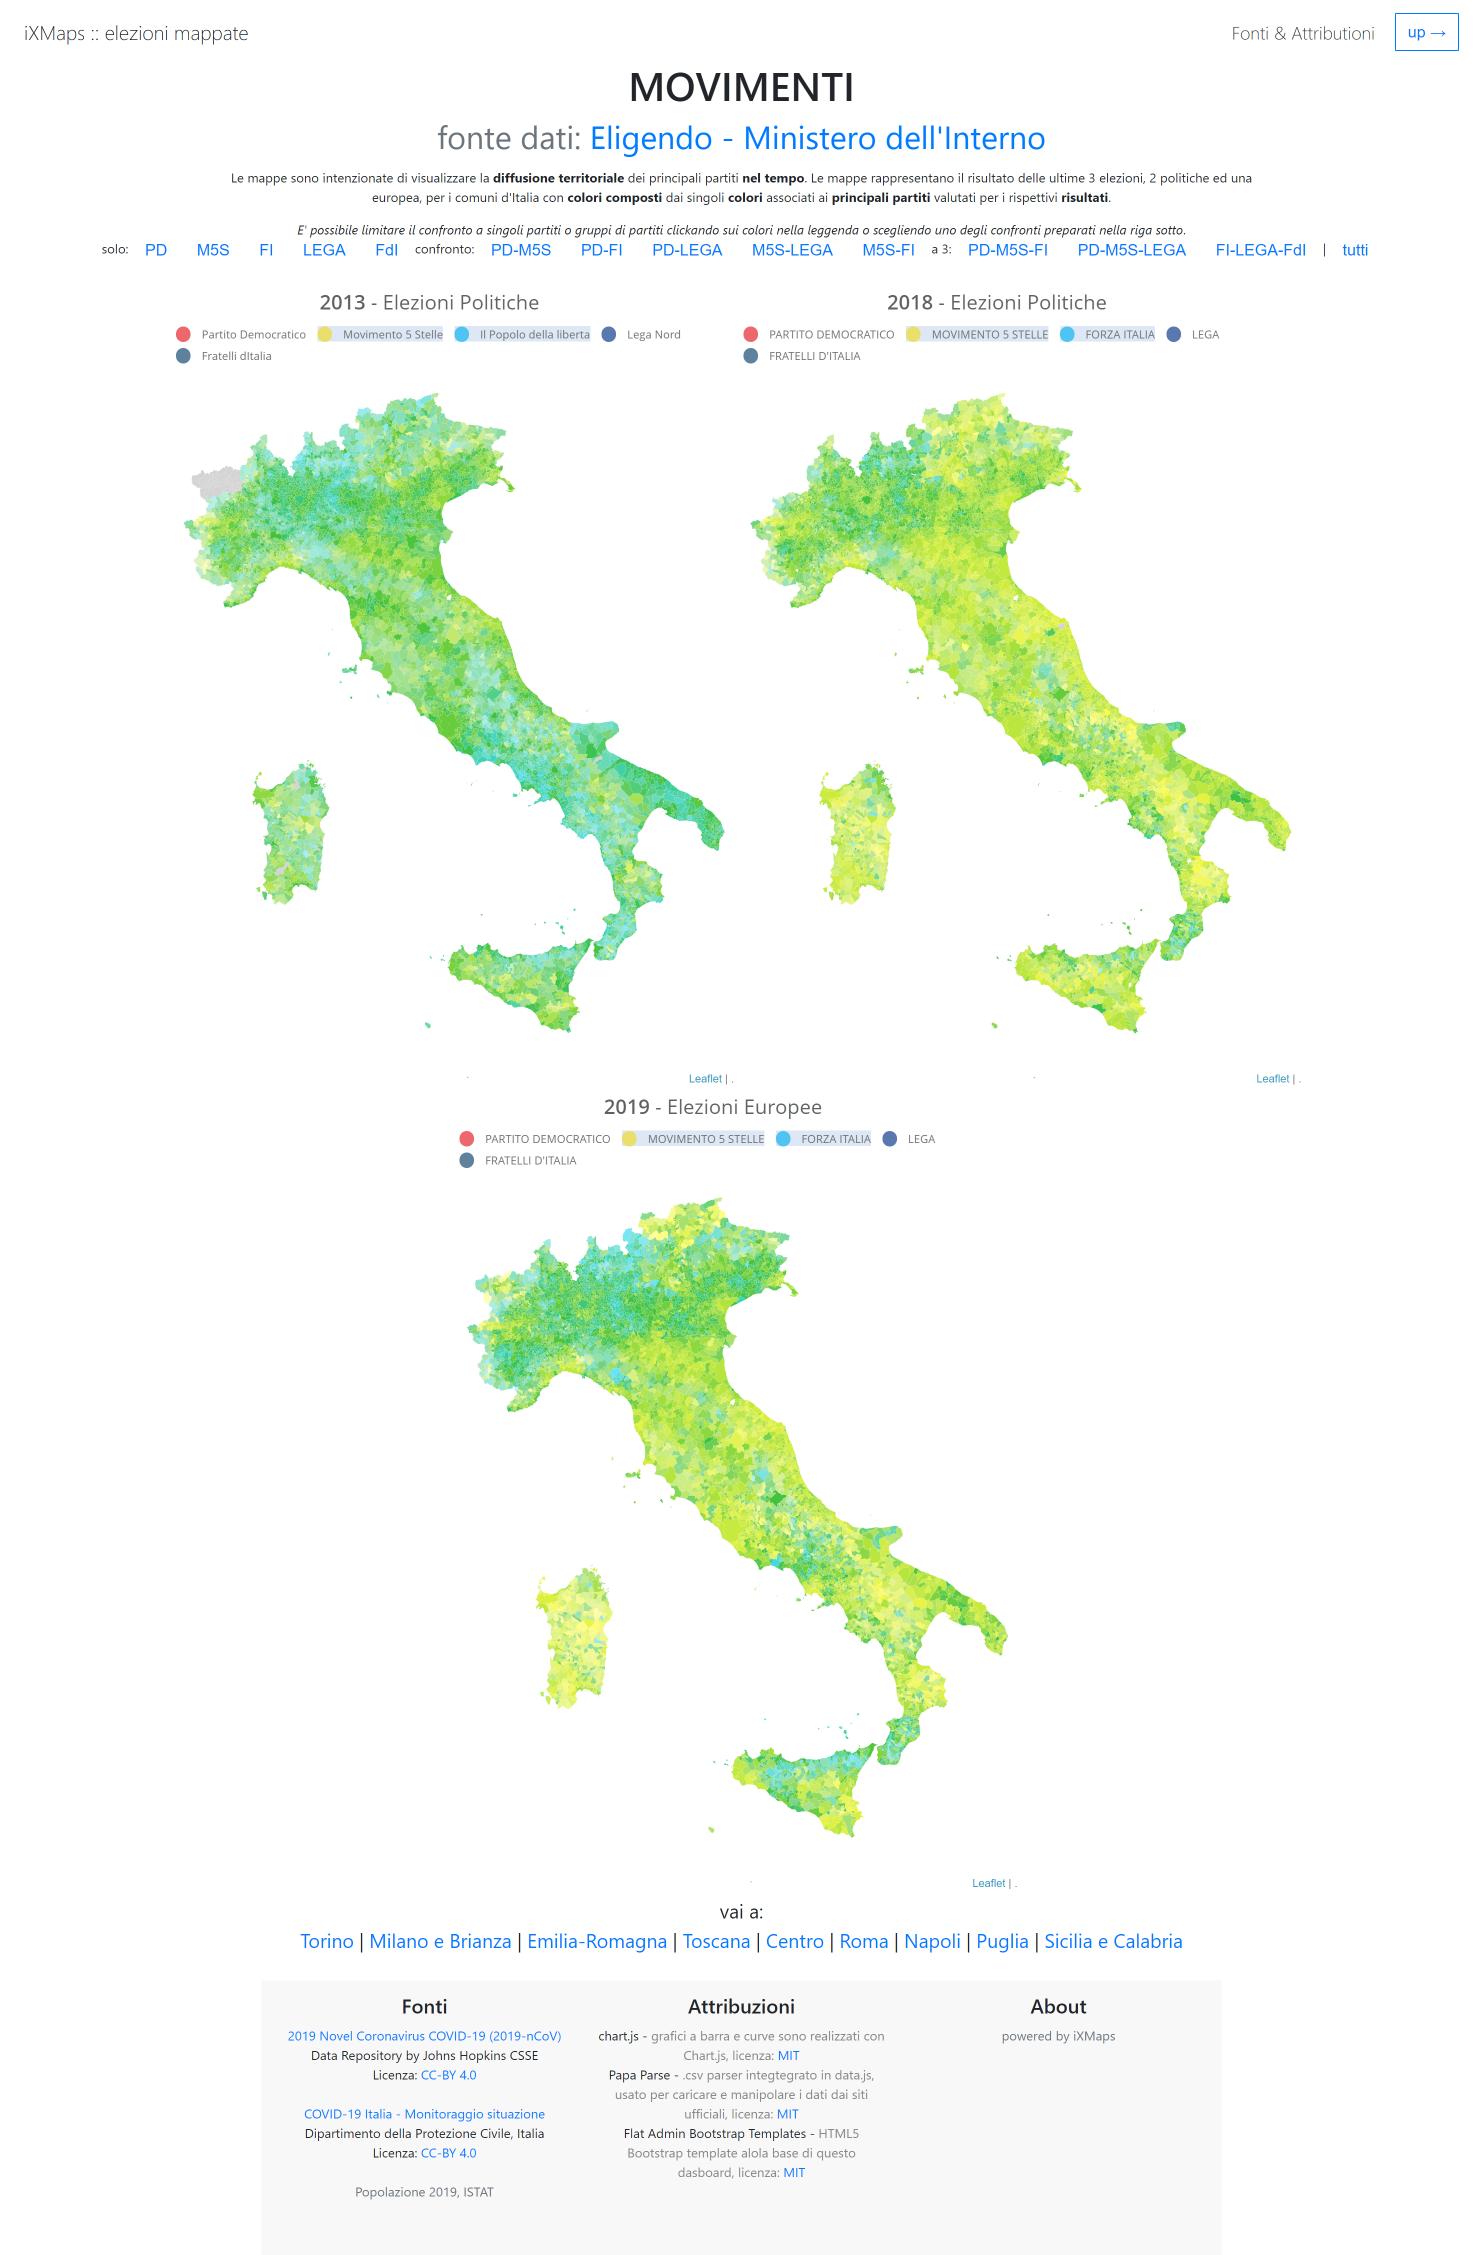 iXMaps :: elezioni mappate
Fonti & Attributioni
up →
MOVIMENTI
fonte dati: Eligendo - Ministero dell'Interno
Le mappe sono intenzionate di visualizzare la diffusione territoriale dei principali partiti nel tempo. Le mappe rappresentano il risultato delle ultime 3 elezioni, 2 politiche ed una
europea, per i comuni d'Italia con colori composti dai singoli colori associati ai principali partiti valutati per i rispettivi risultati.
E' possibile limitare il confronto a singoli partiti o gruppi di partiti clickando sui colori nella leggenda o scegliendo uno degli confronti preparati nella riga sotto.
solo: PD M5S FI LEGA FdI confronto: PD-M5S PD-FI PD-LEGA M5S-LEGA M5S-FI a 3: PD-M5S-FI PD-M5S-LEGA FI-LEGA-FdI | tutti
2013 - Elezioni Politiche
Partito Democratico Movimento 5 Stelle Il Popolo della liberta Lega Nord
Fratelli dItalia
Leaflet | .
2018 - Elezioni Politiche
PARTITO DEMOCRATICO MOVIMENTO 5 STELLE FORZA ITALIA LEGA
FRATELLI D'ITALIA
Leaflet | .
2019 - Elezioni Europee
PARTITO DEMOCRATICO MOVIMENTO 5 STELLE FORZA ITALIA LEGA
FRATELLI D'ITALIA
Leaflet | .
vai a:
Torino | Milano e Brianza | Emilia-Romagna | Toscana | Centro | Roma | Napoli | Puglia | Sicilia e Calabria
Fonti
2019 Novel Coronavirus COVID-19 (2019-nCoV)
Data Repository by Johns Hopkins CSSE
Licenza: CC-BY 4.0
COVID-19 Italia - Monitoraggio situazione
Dipartimento della Protezione Civile, Italia
Licenza: CC-BY 4.0
Popolazione 2019, ISTAT
Attribuzioni
chart.js - grafici a barra e curve sono realizzati con
Chart.js, licenza: MIT
Papa Parse - .csv parser integtegrato in data.js,
usato per caricare e manipolare i dati dai siti
ufficiali, licenza: MIT
Flat Admin Bootstrap Templates - HTML5
Bootstrap template alola base di questo
dasboard, licenza: MIT
About
powered by iXMaps